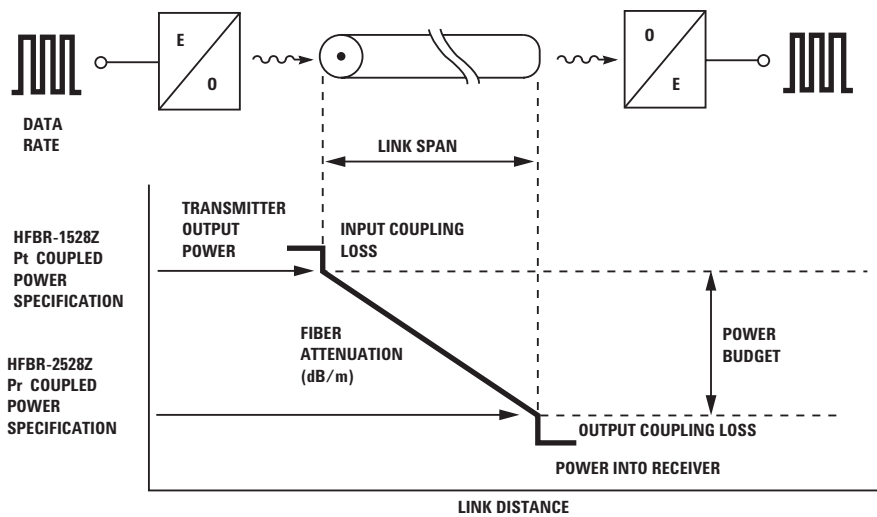 E
O
O
E
DATA
RATE
LINK SPAN
TRANSMITTER
OUTPUT
POWER
INPUT COUPLING
LOSS
HFBR-1528Z
Pt COUPLED
POWER
SPECIFICATION
FIBER
ATTENUATION
(dB/m)
POWER
BUDGET
HFBR-2528Z
Pr COUPLED
POWER
SPECIFICATION
OUTPUT COUPLING LOSS
POWER INTO RECEIVER
LINK DISTANCE